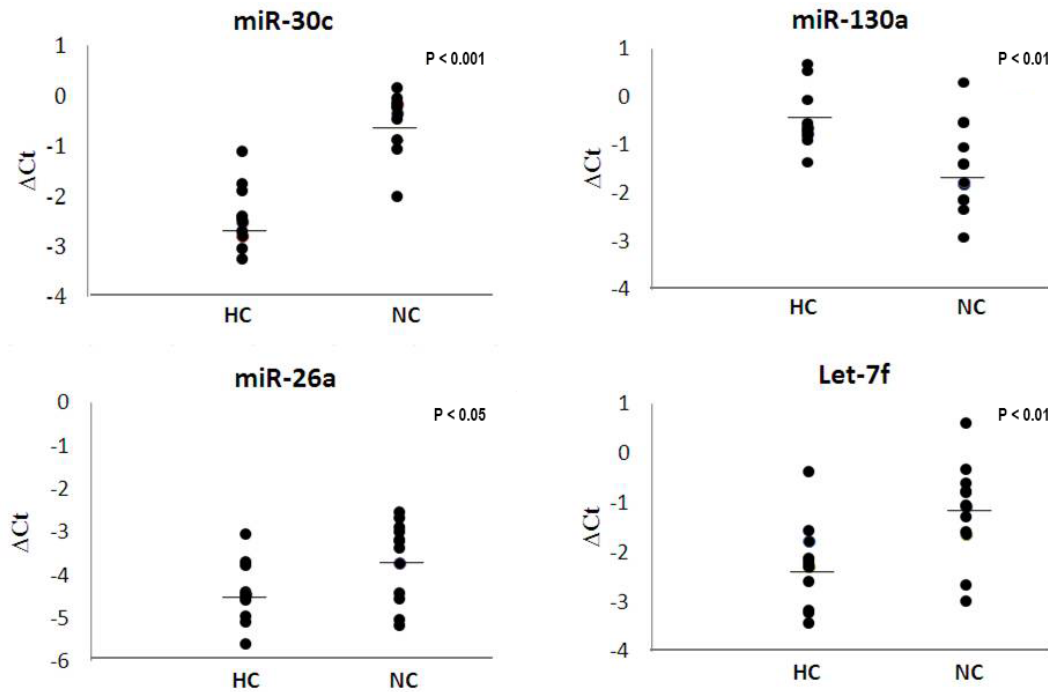 miR-30c
P < 0.001
1
0
-1
-2
-3
-4
ΔCt
HC
NC
miR-130a
P < 0.01
1
0
-1
-2
-3
-4
ΔCt
HC
NC
miR-26a
P < 0.05
0
-1
-2
-3
-4
-5
-6
ΔCt
HC
NC
Let-7f
P < 0.01
1
0
-1
-2
-3
-4
ΔCt
HC
NC